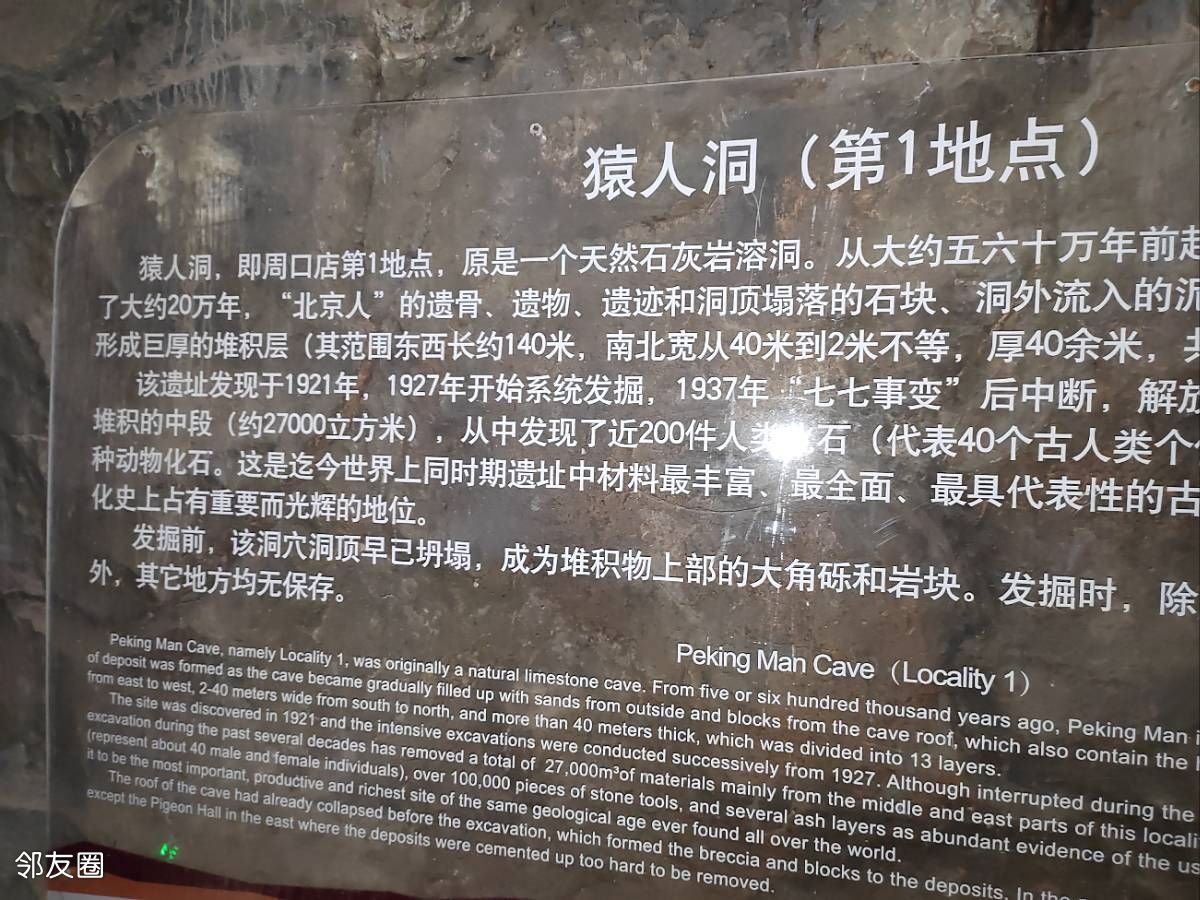 猿人洞（第1地点）
猿人洞，即周口店第1地点，原是一个天然石灰岩溶洞。从大约五六十万年前起
了大约20万年，“北京人”的遗骨、遗物、遗迹和洞顶塌落的石块、洞外流入的
形成巨厚的堆积层（其范围东西长约140米，南北宽从40米到2米不等，厚40余米，
该遗址发现于1921年，1927年开始系统发掘，1937年“七七事变”后中断，解放
堆积的中段（约27000立方米），从中发现了近200件人类石（代表40个古人类个
种动物化石。这是迄今世界上同时期遗址中材料最丰富、最全面、最具代表性的古
化史上占有重要而光辉的地位。
发掘前，该洞穴洞顶早已坍塌，成为堆积物上部的大角砾和岩块。发掘时，除
外，其它地方均无保存。
Peking Man Cave（Locality 1）
Peking Man Cave, namely Locality 1, was originally a natural limestone cave. From five or six hundred thousand years ago, Peking Man
of deposit was formed as the cave became gradually filled up with sands from outside and blocks from the cave roof, which also contain the
from east to west, 2-40 meters wide from south to north, and more than 40 meters thick, which was divided into 13 layers.
The site was discovered in 1921 and the intensive excavations were conducted successively from 1927. Although interrupted during the
excavation during the past several decades has removed a total of 27,000m³of materials mainly from the middle and east parts of this
(represent about 40 male and female individuals), over 100,000 pieces of stone tools, and several ash layers as abundant evidence of the
it to be the most important, productive and richest site of the same geological age ever found all over the world.
The roof of the cave had already collapsed before the excavation, which formed the breccia and blocks to the deposits, In the
except the Pigeon Hall in the east where the deposits were cemented up too hard to be removed.
邻友圈